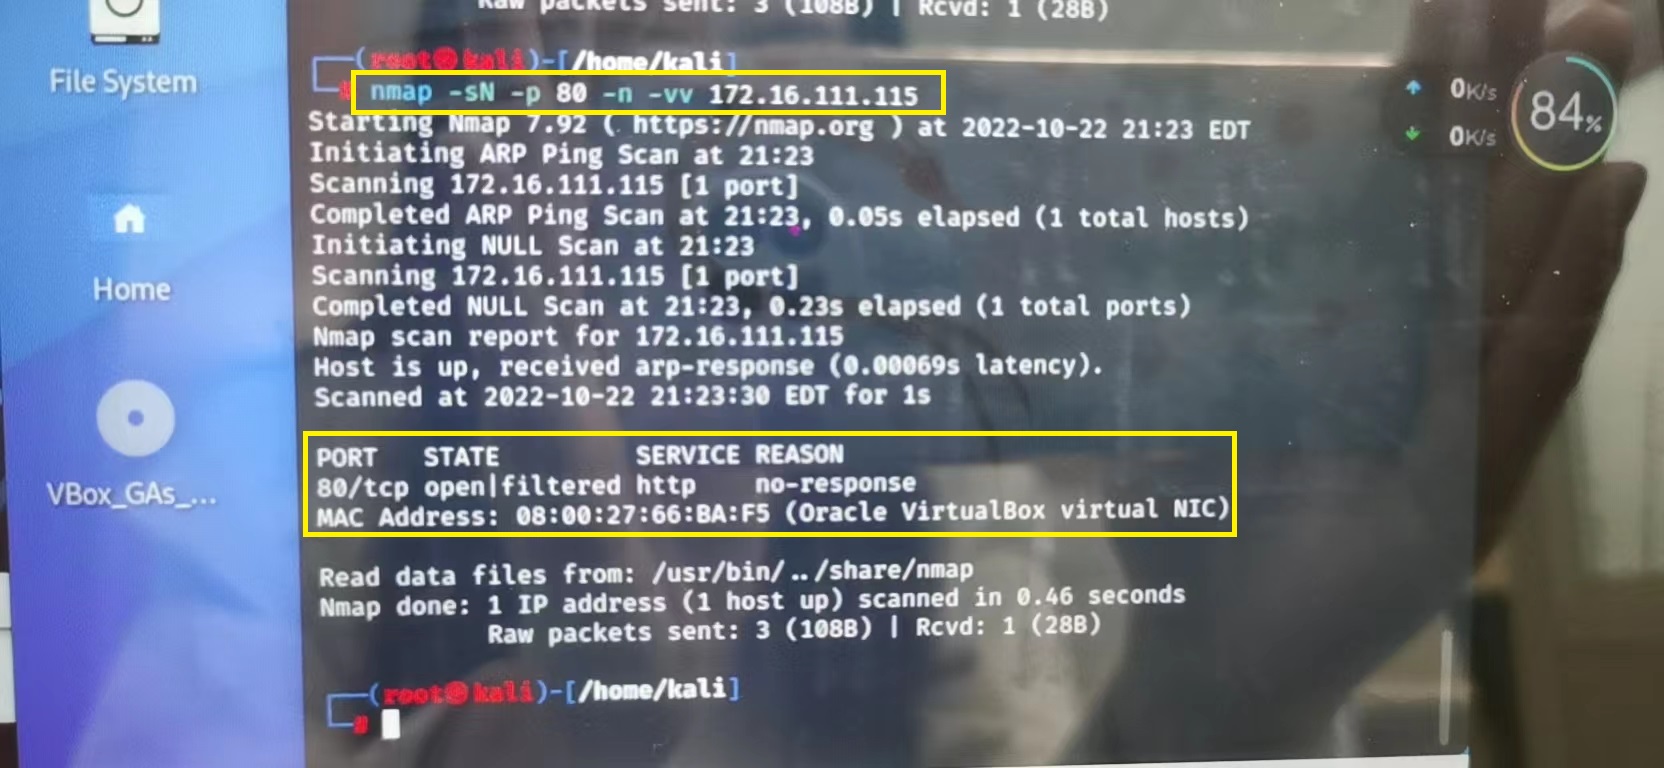 Raw packets sent: 3 (108B) | Rcvd: 1 (28B)
File System
(root㉿kali)-[/home/kali]
# nmap -sN -p 80 -n -vv 172.16.111.115
0K/s
0K/s
84%
Starting Nmap 7.92 ( https://nmap.org ) at 2022-10-22 21:23 EDT
Initiating ARP Ping Scan at 21:23
Scanning 172.16.111.115 [1 port]
Completed ARP Ping Scan at 21:23, 0.05s elapsed (1 total hosts)
Initiating NULL Scan at 21:23
Scanning 172.16.111.115 [1 port]
Home
Completed NULL Scan at 21:23, 0.23s elapsed (1 total ports)
Nmap scan report for 172.16.111.115
Host is up, received arp-response (0.00069s latency).
Scanned at 2022-10-22 21:23:30 EDT for 1s
PORT STATE SERVICE REASON
80/tcp open|filtered http no-response
VBox_GAs_...
MAC Address: 08:00:27:66:BA:F5 (Oracle VirtualBox virtual NIC)
Read data files from: /usr/bin/../share/nmap
Nmap done: 1 IP address (1 host up) scanned in 0.46 seconds
Raw packets sent: 3 (108B) | Rcvd: 1 (28B)
(root㉿kali)-[/home/kali]
#